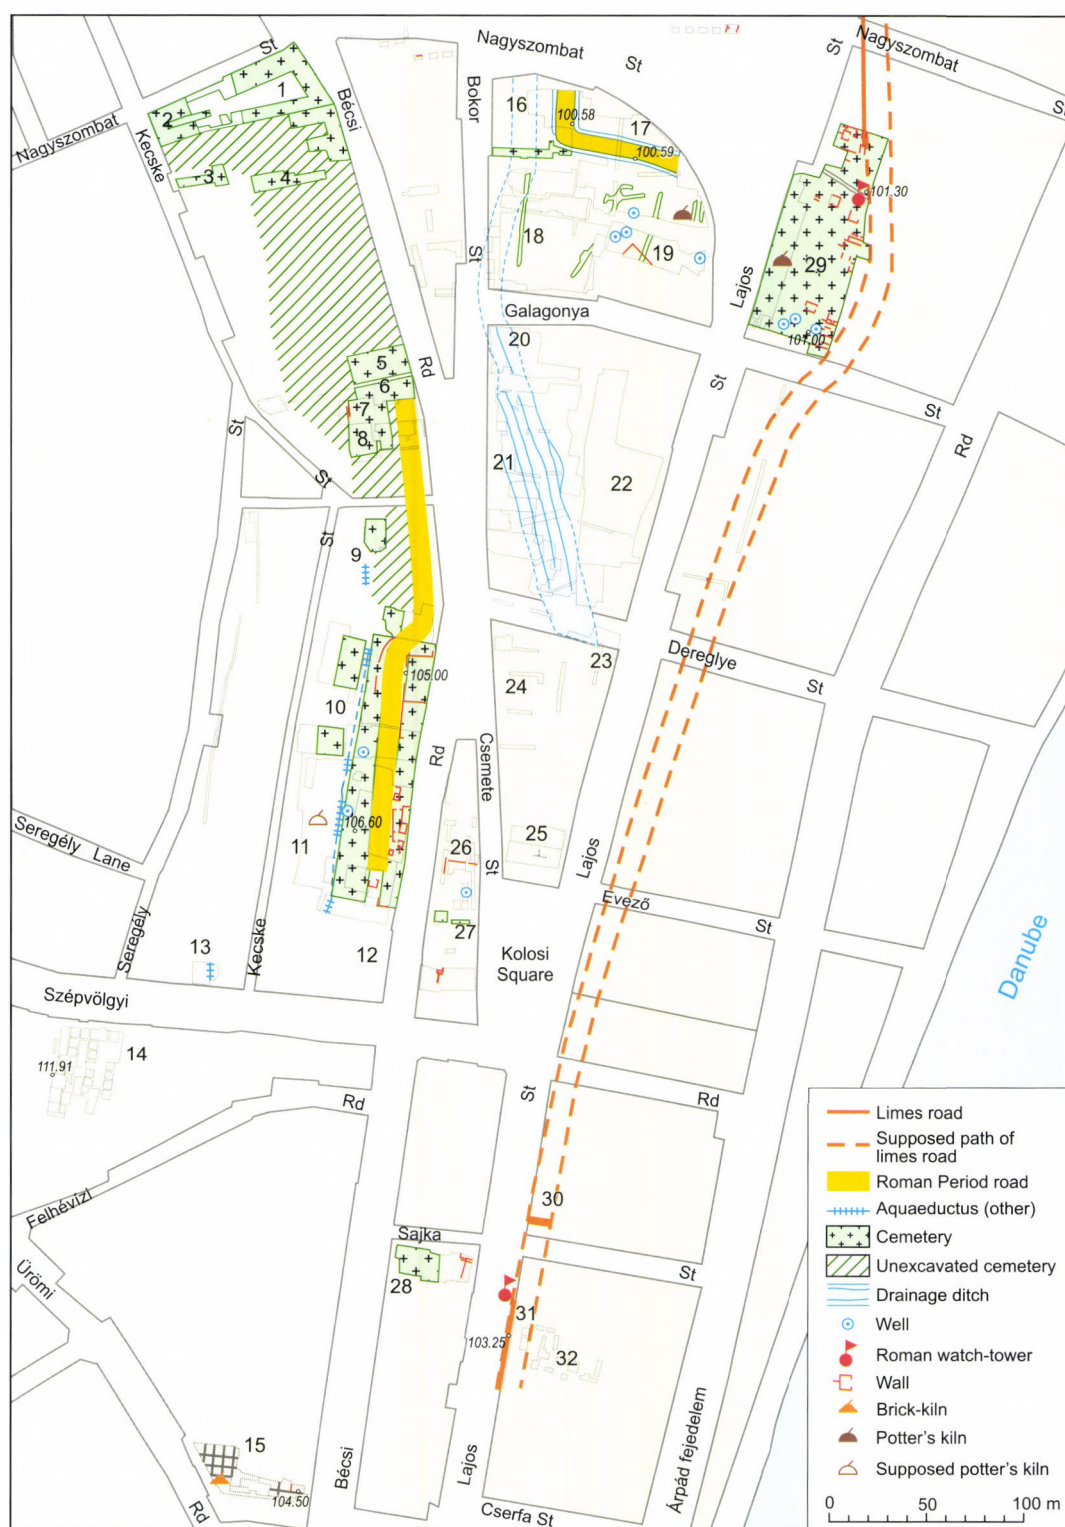 Nagyszombat
St
Nagyszombat
St
St
St
Bécsi
Bokor
16
100.58
17
1
2
Nagyszombat
Kecske
100.59
3
4
101.30
18
19
St
29
Lajos
Galagonya
101.00
20
5
Rd
6
St
St
7
St
8
Rd
21
22
St
St
9
Dereglye
23
St
24
105.00
10
Rd
Csemete
106.60
Seregély Lane
11
26
St
25
Lajos
Evező
St
27
Kecske
Seregély
13
12
Kolosi
Square
Danube
Szépvölgyi
14
111.91
Rd
St
Rd
Felhévízi
30
Sajka
St
Ürömi
28
31
103.25
32
15
104.50
Rd
Bécsi
Lajos
Cserfa St
Árpád fejedelem
Limes road
Supposed path of
limes road
Roman Period road
Aquaeductus (other)
Cemetery
Unexcavated cemetery
Drainage ditch
Well
Roman watch-tower
Wall
Brick-kiln
Potter's kiln
Supposed potter's kiln
0 50 100 m